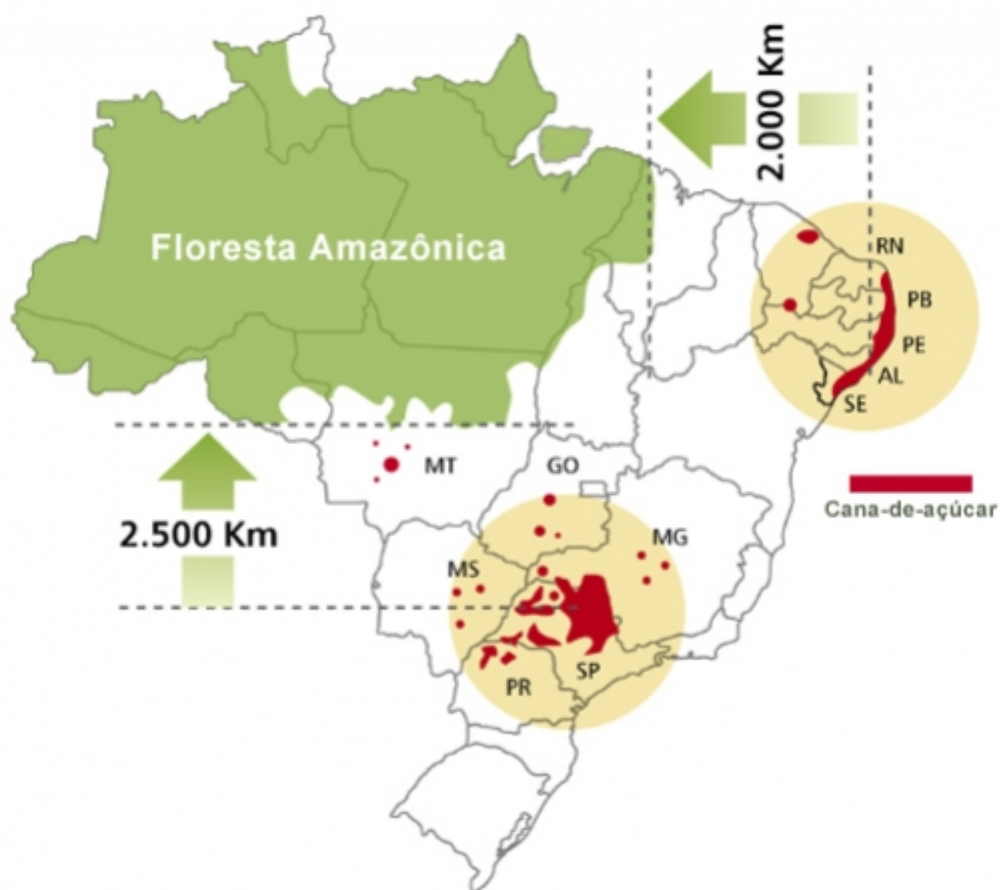 2.000 Km
Floresta Amazônica
RN
PB
PE
AL
SE
MT
GO
Cana-de-açúcar
2.500 Km
MG
MS
SP
PR